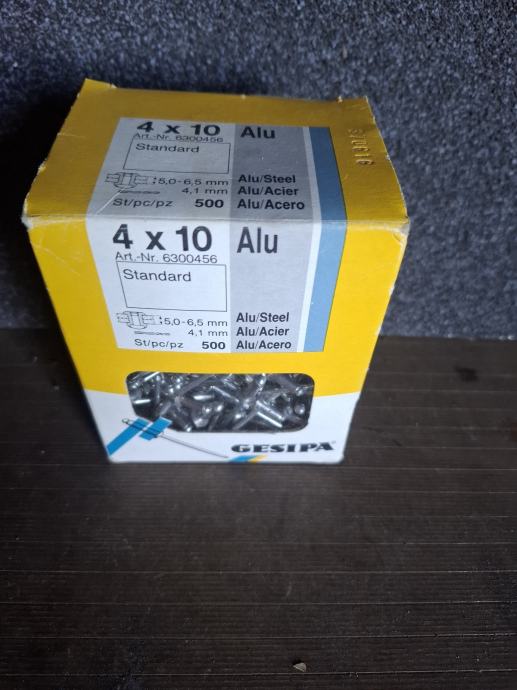 4 x 10 Alu
Art.-Nr. 6300456
Standard
5,0-6,5 mm Alu/Steel
4,1 mm Alu/Acier
St/pc/pz 500 Alu/Acero
4 x 10 Alu
Art.-Nr. 6300456
Standard
5,0-6,5 mm Alu/Steel
4,1 mm Alu/Acier
St/pc/pz 500 Alu/Acero
GESIPA®